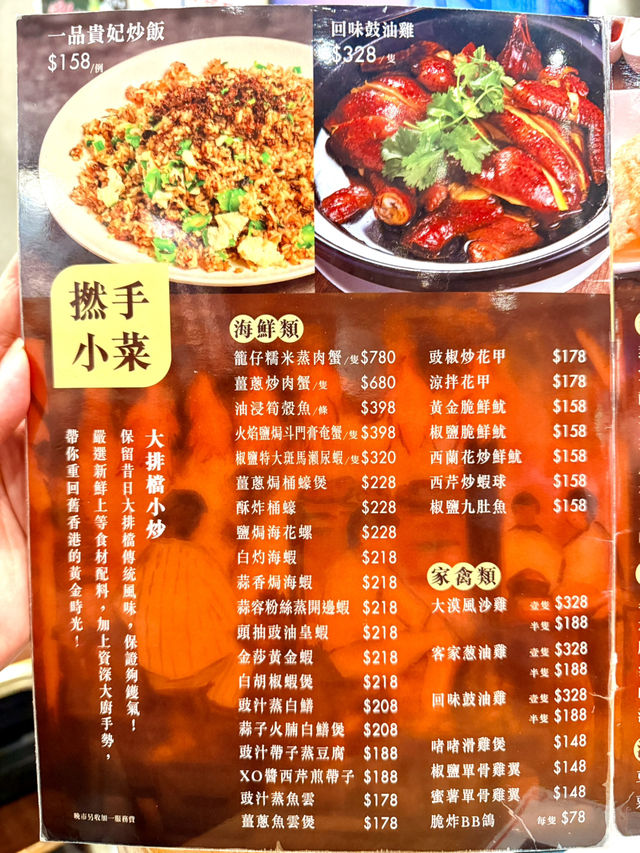 一品貴妃炒飯
$158/例
回味鼓油雞
$328/隻
撚手
小菜
大排檔小炒
保留昔日大排檔傳統風味，保證夠鑊氣！
嚴選新鮮上等食材配料，加上資深大廚手勢，
帶你重回舊香港的黃金時光！
晚市另收加一服務費
海鮮類
籠仔糯米蒸肉蟹/隻 $780
薑蔥炒肉蟹/隻 $680
油浸筍殼魚/條 $398
火焰鹽焗斗門膏奄蟹/隻 $398
椒鹽特大斑馬瀨尿蝦/隻 $320
薑蔥焗桶蠔煲 $228
酥炸桶蠔 $228
鹽焗海花螺 $228
白灼海蝦 $218
蒜香焗海蝦 $218
蒜容粉絲蒸開邊蝦 $218
頭抽豉油皇蝦 $218
金莎黃金蝦 $218
白胡椒蝦煲 $218
豉汁蒸白鱔 $208
蒜子火腩白鱔煲 $208
豉汁帶子蒸豆腐 $188
XO醬西芹煎帶子 $188
豉汁蒸魚雲 $178
薑蔥魚雲煲 $178
豉椒炒花甲 $178
涼拌花甲 $178
黃金脆鮮魷 $158
椒鹽脆鮮魷 $158
西蘭花炒鮮魷 $158
西芹炒蝦球 $158
椒鹽九肚魚 $158
家禽類
大漠風沙雞 壹隻 $328
半隻 $188
客家葱油雞 壹隻 $328
半隻 $188
回味鼓油雞 壹隻 $328
半隻 $188
啫啫滑雞煲 $148
椒鹽單骨雞翼 $148
蜜薯單骨雞翼 $148
脆炸BB鴿 每隻 $78